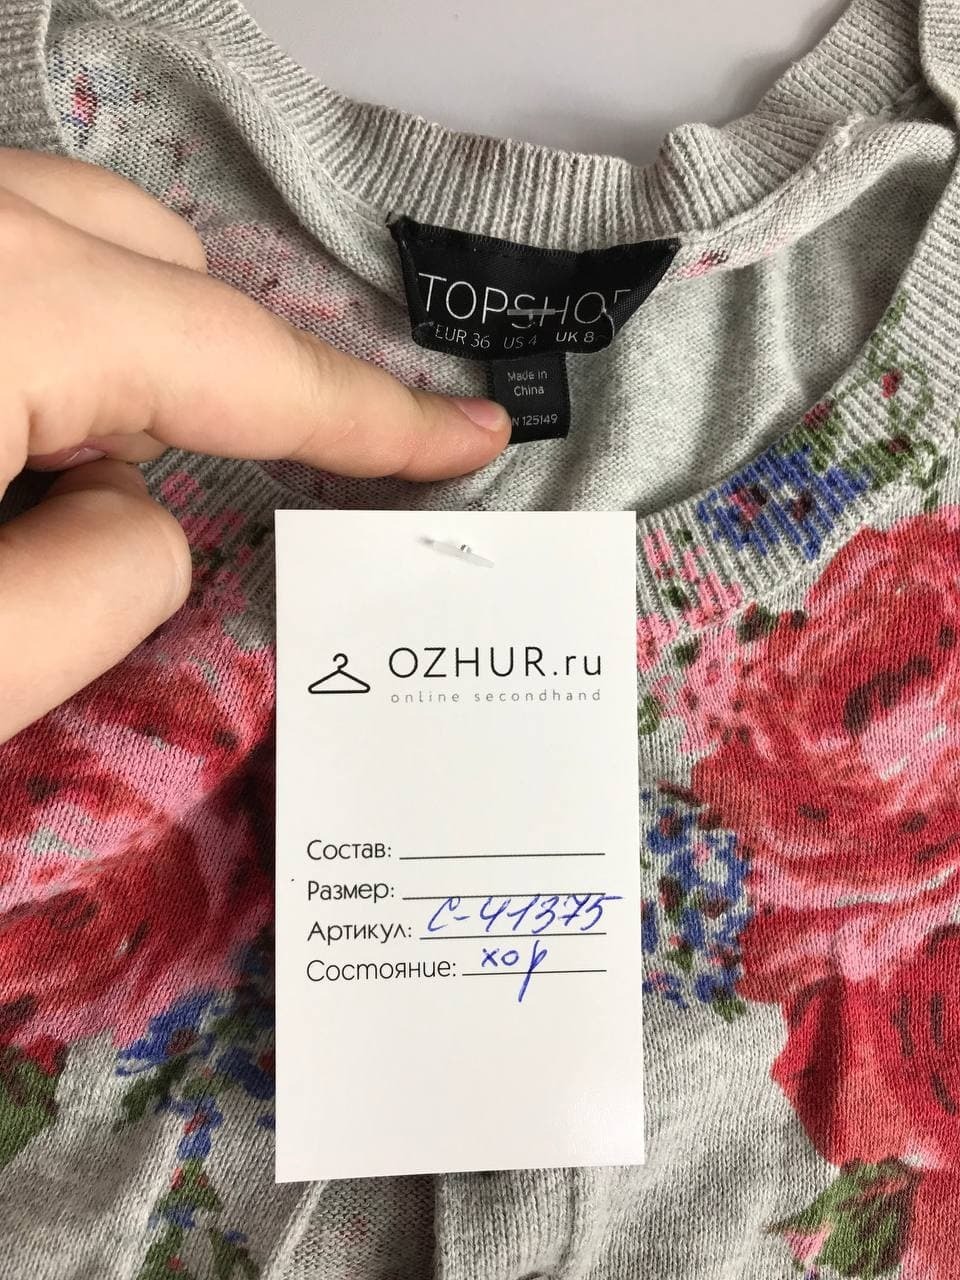 TOPSHOP
EUR 36 US 4 UK 8
Made in
China
N 125149
OZHUR.ru
online secondhand
Состав:
Размер:
Артикул: С-41375
Состояние: хор